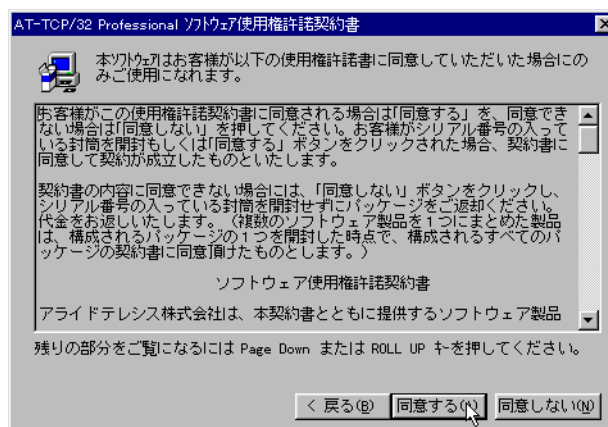 AT-TCP/32 Professional ｿﾌﾄｳｪｱ使用権許諾契約書
本ｿﾌﾄｳｪｱはお客様が以下の使用権許諾書に同意していただいた場合にの
みご使用になれます。
お客様がこの使用権許諾契約書に同意される場合は「同意する」を、同意でき
ない場合は「同意しない」を押してください。お客様がシリアル番号の入って
いる封筒を開封もしくは「同意する」ボタンをクリックされた場合、契約書に
同意して契約が成立したものといたします。
契約書の内容に同意できない場合には、「同意しない」ボタンをクリックし、
シリアル番号の入っている封筒を開封せずにパッケージをご返却ください。
代金をお返しいたします。（複数のソフトウェア製品を１つにまとめた製品
は、構成されるパッケージの１つを開封した時点で、構成されるすべてのパ
ッケージの契約書に同意頂けたものとします。）
ソフトウェア使用権許諾契約書
アライドテレシス株式会社は、本契約書とともに提供するソフトウェア製品
残りの部分をご覧になるには Page Down または ROLL UP ｷｰを押してください。
< 戻る(B)
同意する(A)
同意しない(N)